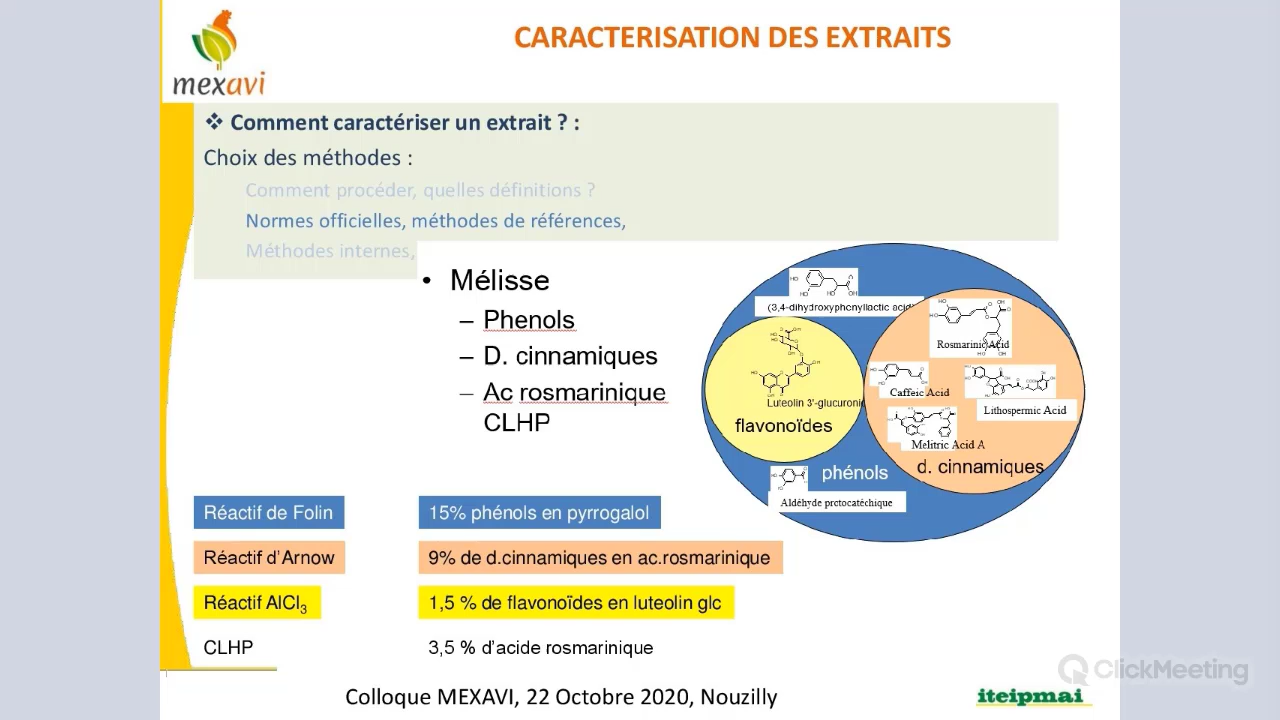 mexavi
CARACTERISATION DES EXTRAITS
❖ Comment caractériser un extrait ? :
Choix des méthodes :
Comment procéder, quelles définitions ?
Normes officielles, méthodes de références,
Méthodes internes,
• Mélisse
– Phenols
– D. cinnamiques
– Ac rosmarinique
CLHP
(3,4-dihydroxyphenyllactic acid)
Rosmarinic Acid
Caffeic Acid
Lithospermic Acid
Melitric Acid A
Luteolin 3'-glucuronic
flavonoïdes
d. cinnamiques
phénols
Aldéhyde protocatéchique
Réactif de Folin
15% phénols en pyrrogalol
Réactif d'Arnow
9% de d.cinnamiques en ac.rosmarinique
Réactif AlCl3
1,5 % de flavonoïdes en luteolin glc
CLHP
3,5 % d'acide rosmarinique
Colloque MEXAVI, 22 Octobre 2020, Nouzilly
iteipmai
ClickMeeting